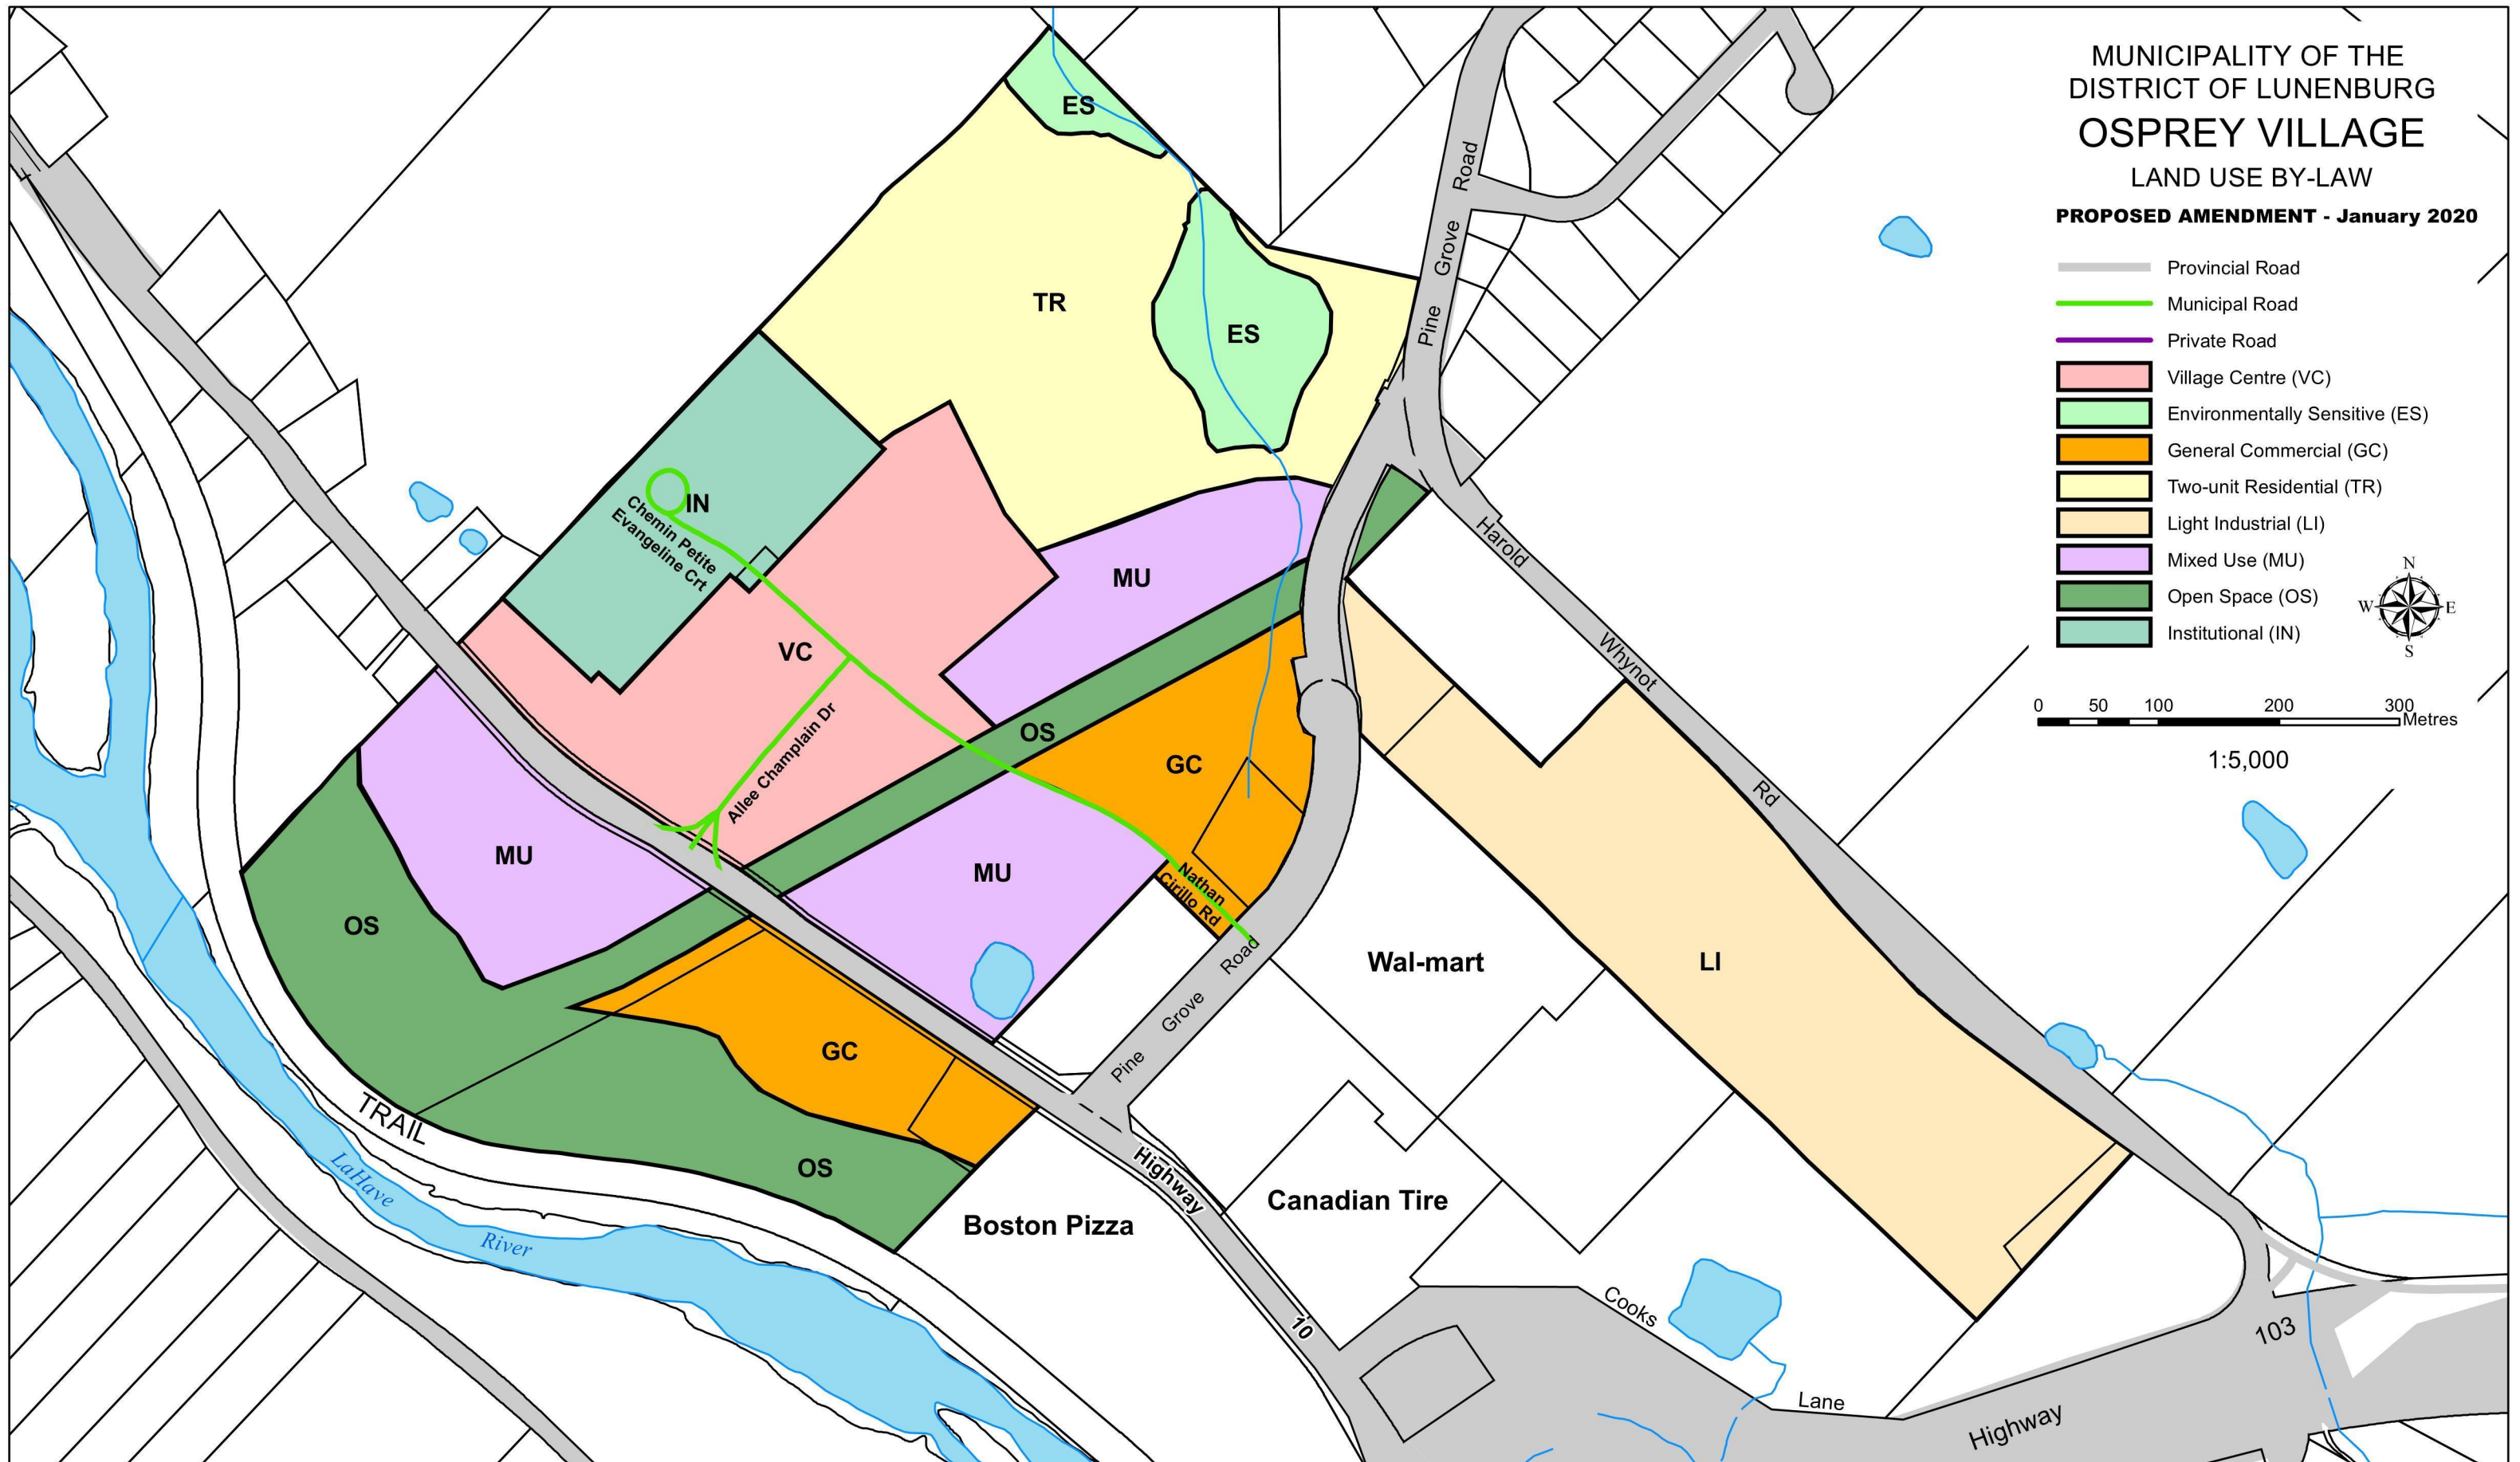 MUNICIPALITY OF THE
DISTRICT OF LUNENBURG
OSPREY VILLAGE
LAND USE BY-LAW
PROPOSED AMENDMENT - January 2020
Provincial Road
Municipal Road
Private Road
Village Centre (VC)
Environmentally Sensitive (ES)
General Commercial (GC)
Two-unit Residential (TR)
Light Industrial (LI)
Mixed Use (MU)
Open Space (OS)
Institutional (IN)
N
W
E
S
0 50 100 200 300
Metres
1:5,000
ES
TR
ES
Pine Grove Road
IN
Chemin Petite
Evangeline Crt
MU
VC
Harold Whynot Rd
OS
GC
Allee Champlain Dr
MU
MU
Nathan
Cirillo Rd
OS
Pine Grove Road
Wal-mart
LI
GC
TRAIL
OS
LaHave River
Boston Pizza
Highway 10
Canadian Tire
Cooks Lane
Highway 103